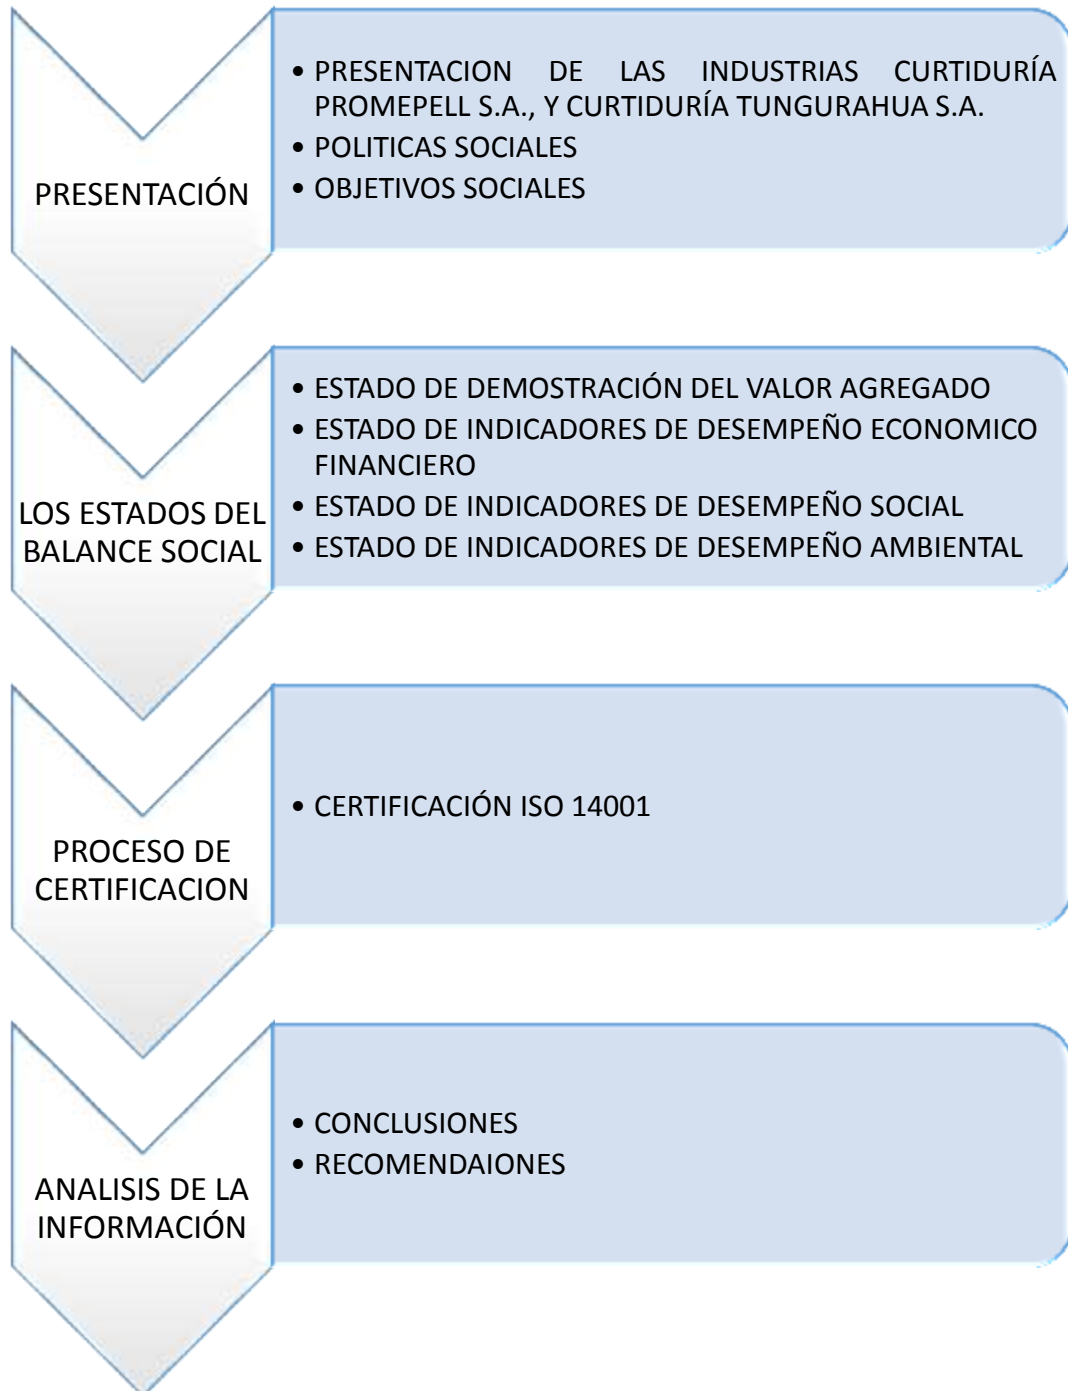 PRESENTACIÓN
• PRESENTACION DE LAS INDUSTRIAS CURTIDURÍA
PROMEPELL S.A., Y CURTIDURÍA TUNGURAHUA S.A.
• POLITICAS SOCIALES
• OBJETIVOS SOCIALES
LOS ESTADOS DEL
BALANCE SOCIAL
• ESTADO DE DEMOSTRACIÓN DEL VALOR AGREGADO
• ESTADO DE INDICADORES DE DESEMPEÑO ECONOMICO
FINANCIERO
• ESTADO DE INDICADORES DE DESEMPEÑO SOCIAL
• ESTADO DE INDICADORES DE DESEMPEÑO AMBIENTAL
PROCESO DE
CERTIFICACION
• CERTIFICACIÓN ISO 14001
ANALISIS DE LA
INFORMACIÓN
• CONCLUSIONES
• RECOMENDAIONES